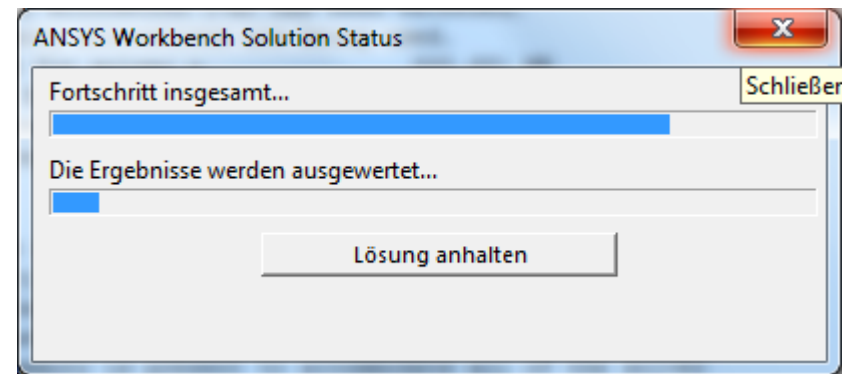 ANSYS Workbench Solution Status
Fortschritt insgesamt...
Schließen
Die Ergebnisse werden ausgewertet...
Lösung anhalten